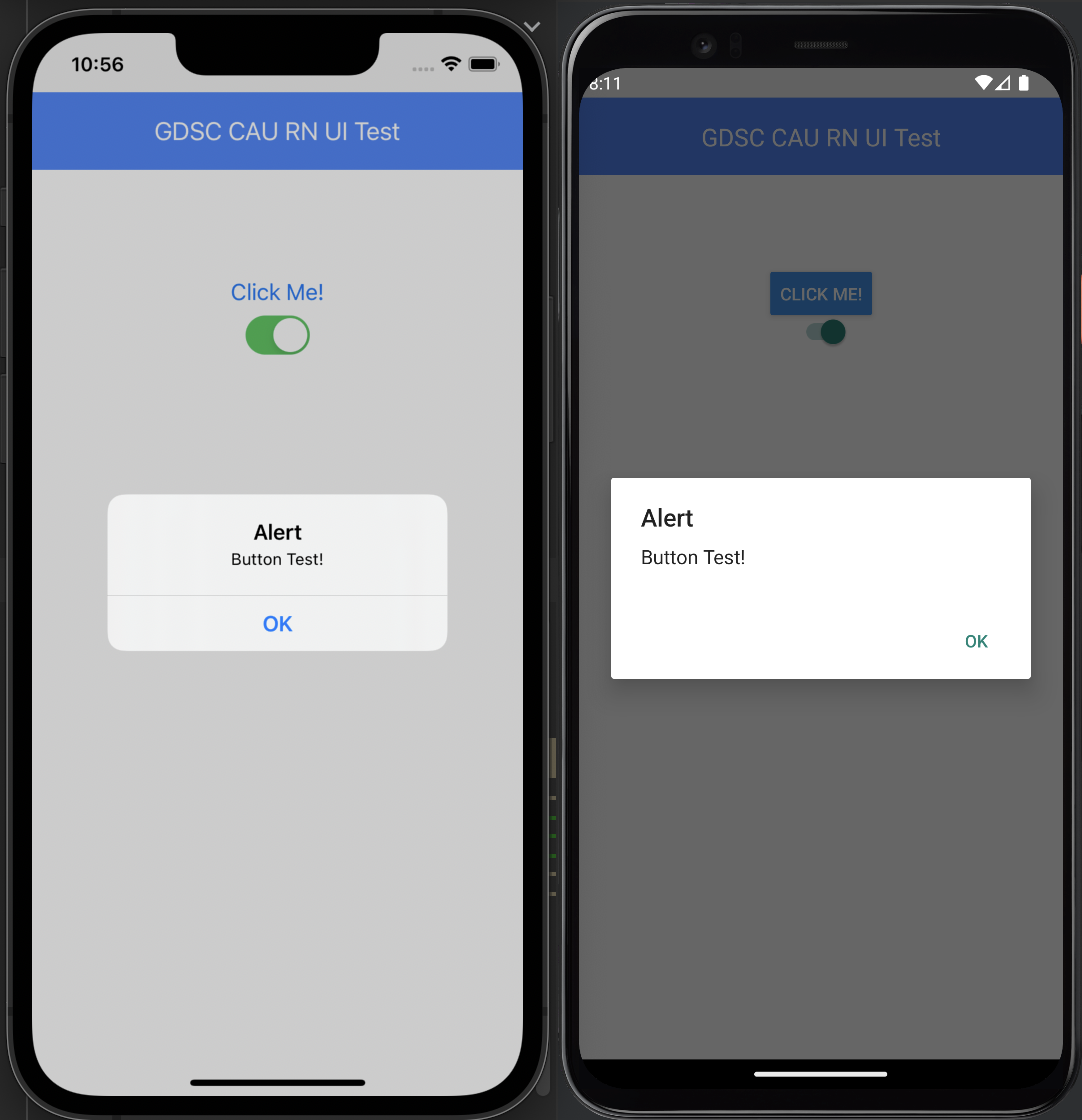 10:56
GDSC CAU RN UI Test
Click Me!
Alert
Button Test!
OK
8:11
GDSC CAU RN UI Test
CLICK ME!
Alert
Button Test!
OK